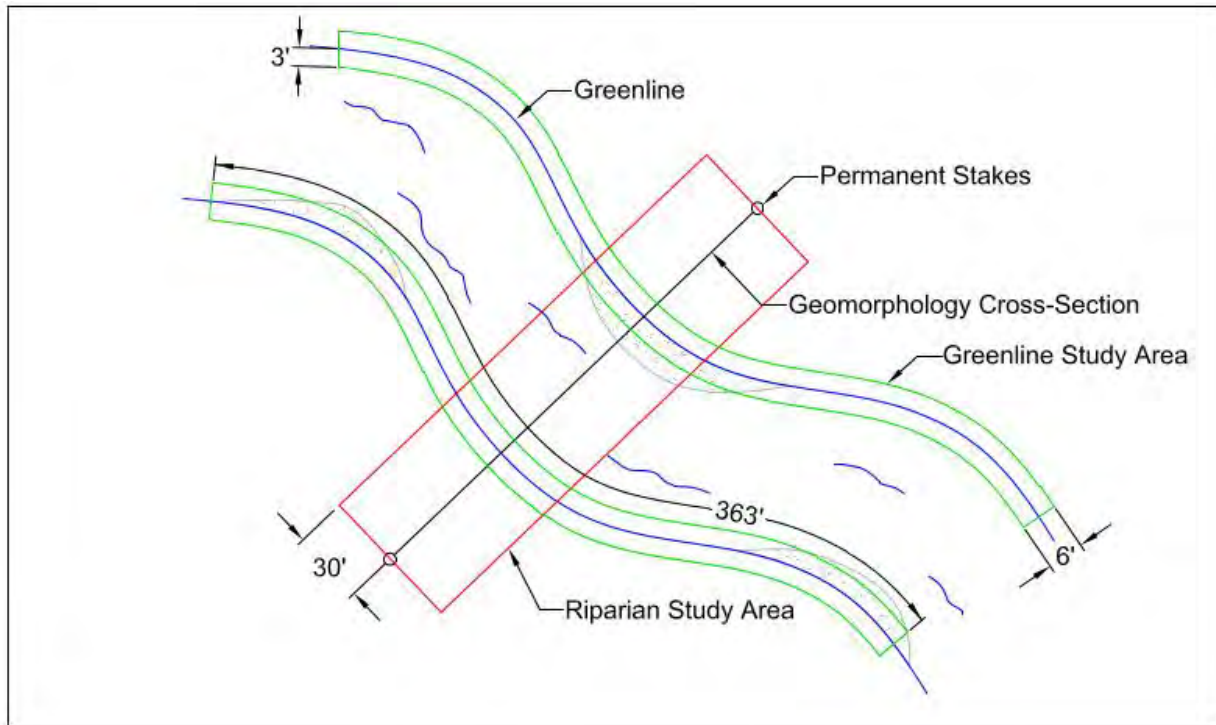 3'
Greenline
Permanent Stakes
Geomorphology Cross-Section
Greenline Study Area
363'
6'
30'
Riparian Study Area